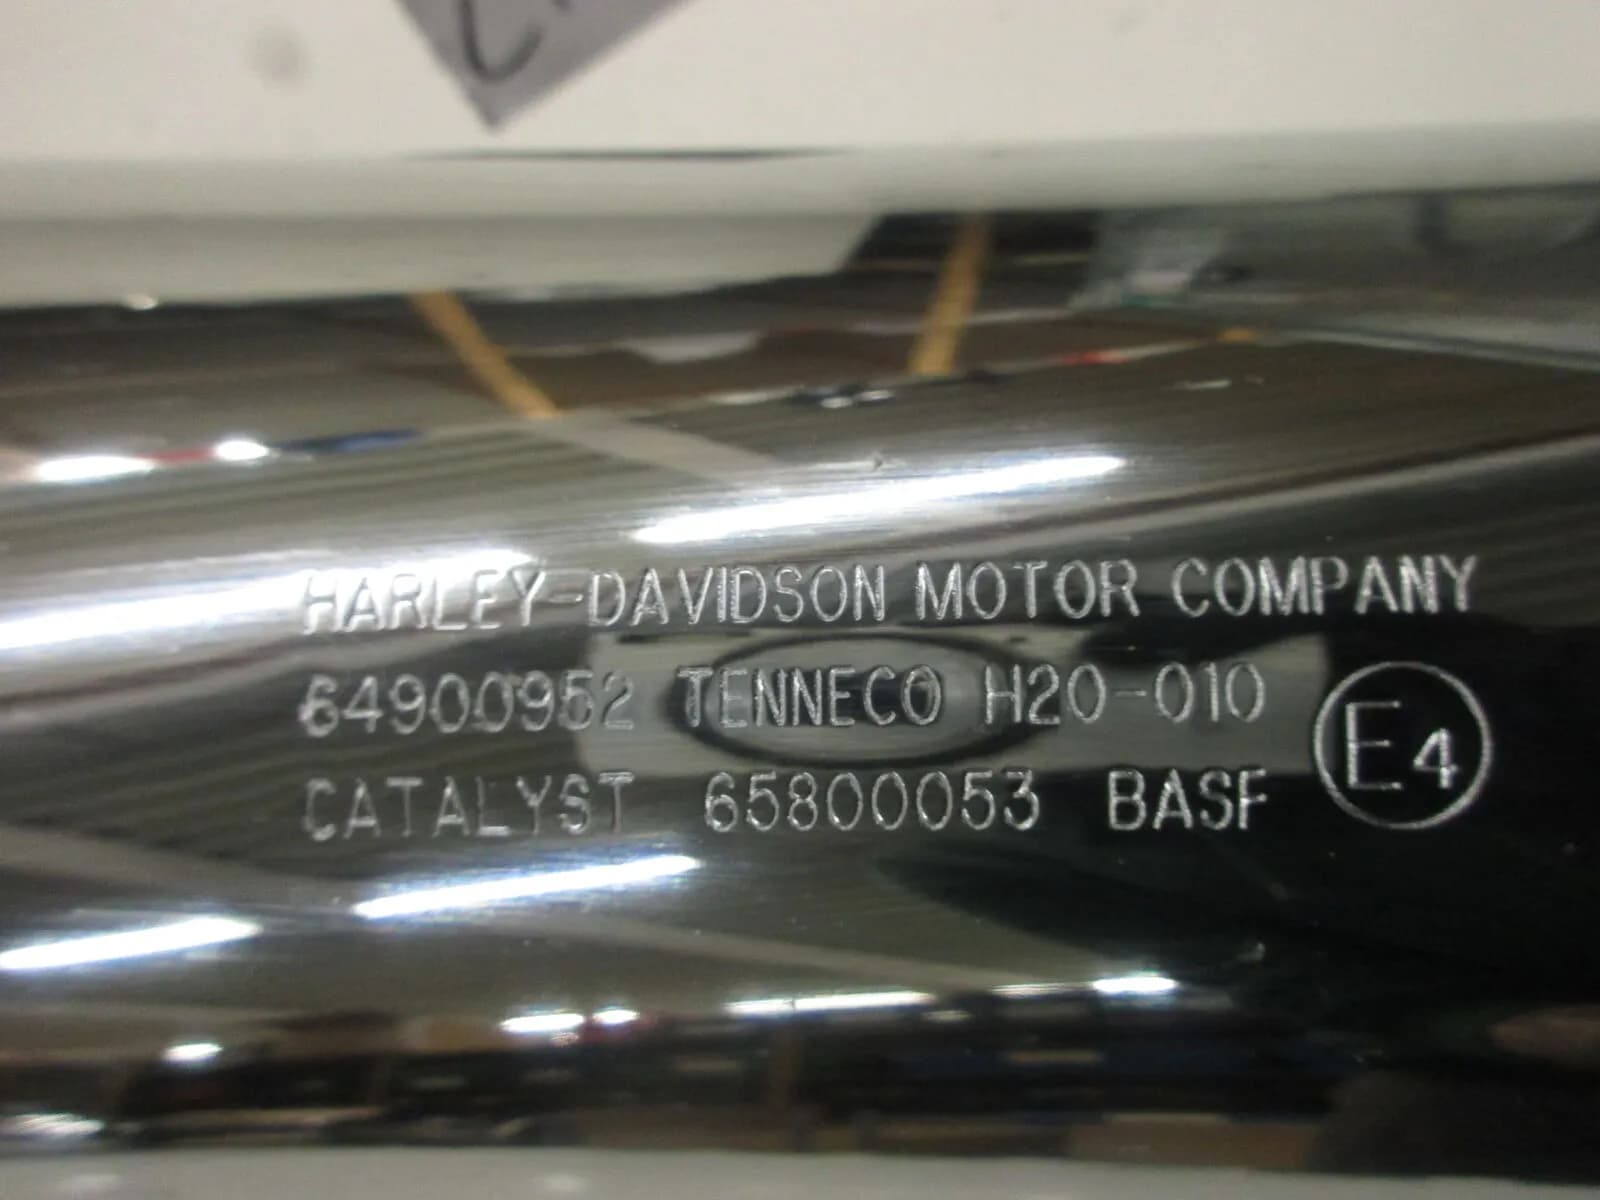 HARLEY-DAVIDSON MOTOR COMPANY
64900952 TENNECO H20-010
CATALYST 65800053 BASF
E4